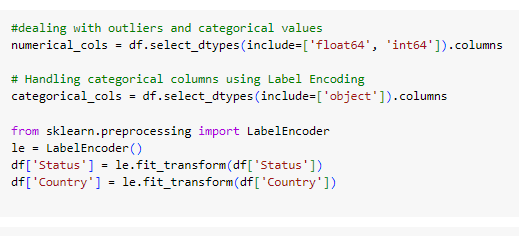 #dealing with outliers and categorical values
numerical_cols = df.select_dtypes(include=['float64', 'int64']).columns
# Handling categorical columns using Label Encoding
categorical_cols = df.select_dtypes(include=['object']).columns
from sklearn.preprocessing import LabelEncoder
le = LabelEncoder()
df['Status'] = le.fit_transform(df['Status'])
df['Country'] = le.fit_transform(df['Country'])